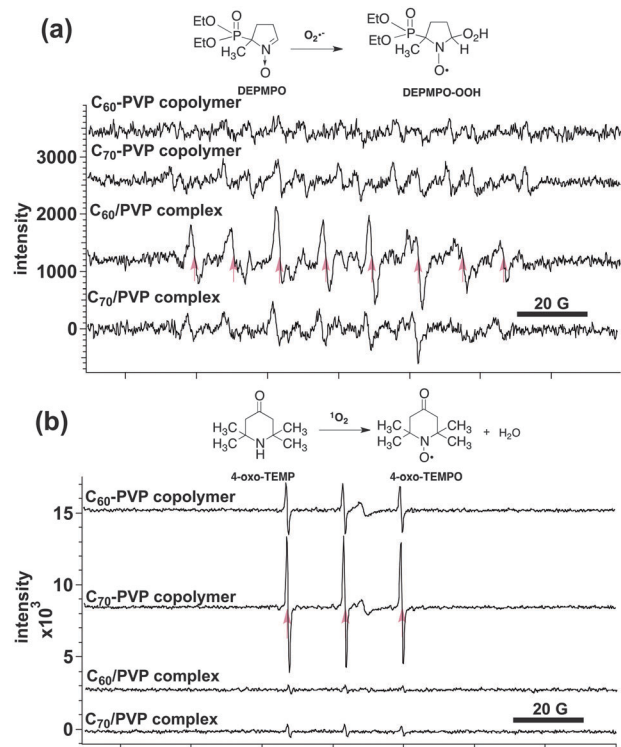 (a)
EtO
EtO
O
P
H₃C
N
O
DEPMPO
O₂•-
EtO
EtO
O
P
H₃C
N
O•
O₂H
H
DEPMPO-OOH
C₆₀-PVP copolymer
C₇₀-PVP copolymer
C₆₀/PVP complex
C₇₀/PVP complex
3000
2000
1000
0
intensity
20 G
(b)
O
H₃C
H₃C
N
H
CH₃
CH₃
4-oxo-TEMP
¹O₂
O
H₃C
H₃C
N
O•
CH₃
CH₃
+ H₂O
4-oxo-TEMPO
C₆₀-PVP copolymer
C₇₀-PVP copolymer
C₆₀/PVP complex
C₇₀/PVP complex
15
10
5
0
intensity
x10³
20 G